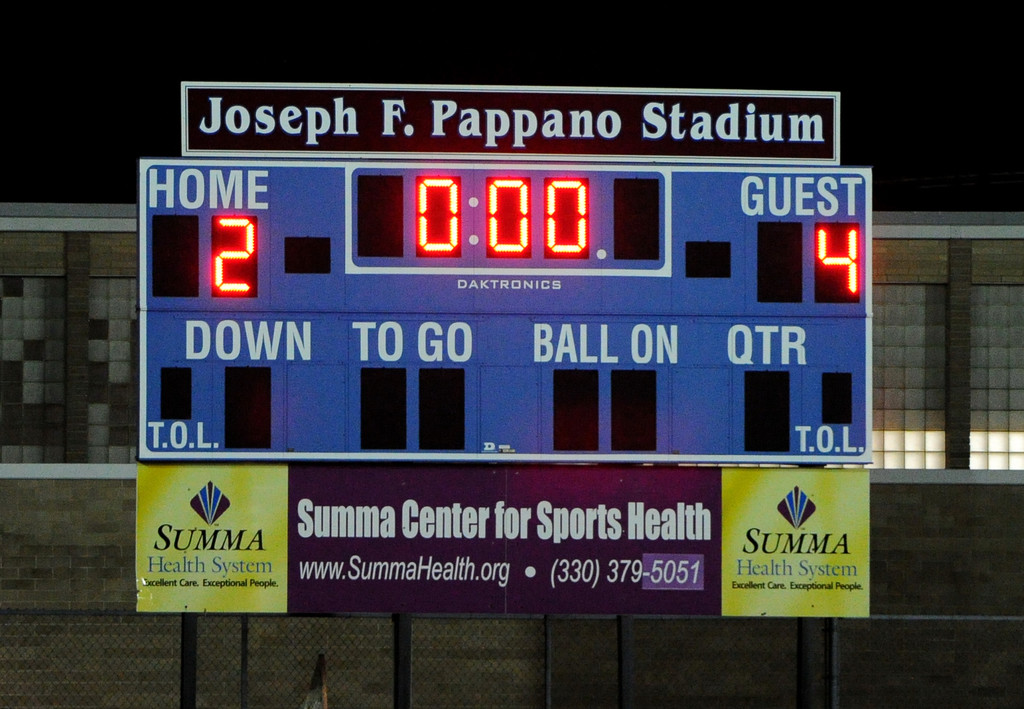 Joseph F. Pappano Stadium
HOME 0:00 GUEST
2 4
DAKTRONICS
DOWN TO GO BALL ON QTR
T.O.L. T.O.L.
SUMMA
Health System
Excellent Care. Exceptional People.
Summa Center for Sports Health
www.SummaHealth.org • (330) 379-5051
SUMMA
Health System
Excellent Care. Exceptional People.